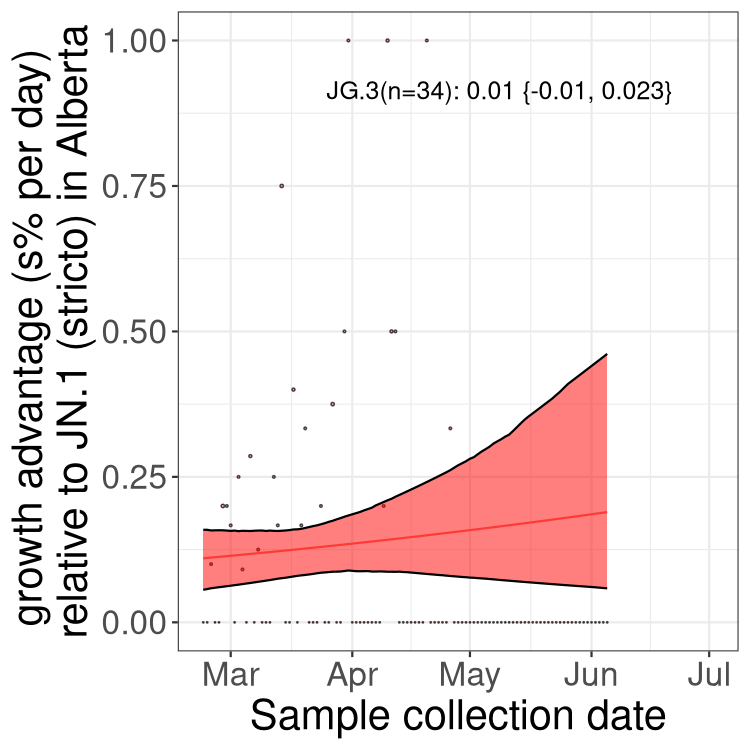 growth advantage (s% per day)
relative to JN.1 (stricto) in Alberta
1.00
0.75
0.50
0.25
0.00
JG.3(n=34): 0.01 {-0.01, 0.023}
Mar Apr May Jun Jul
Sample collection date